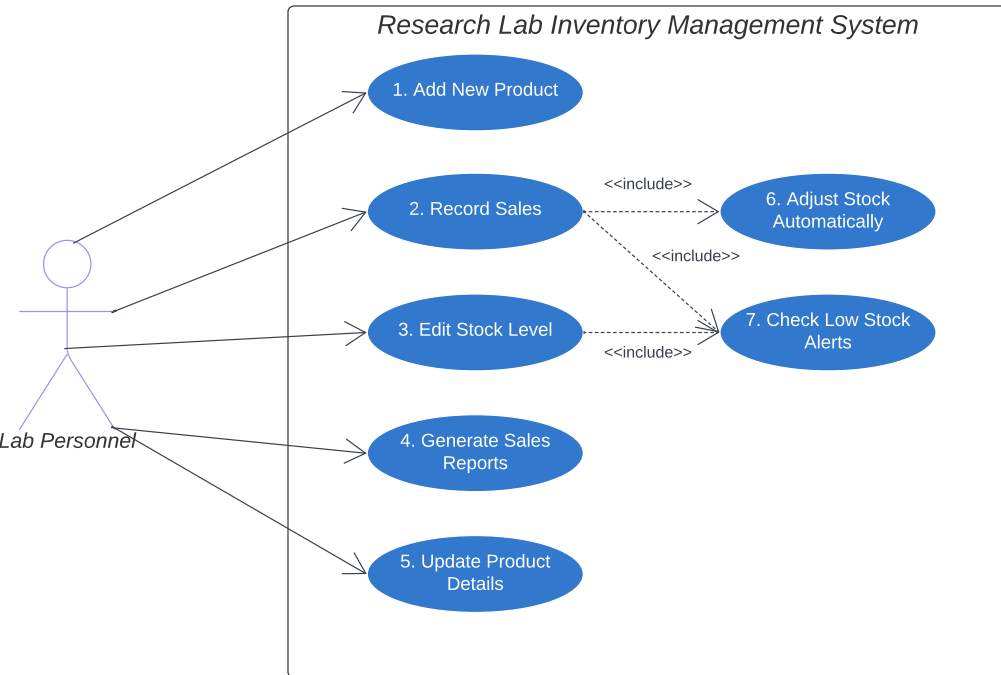 Research Lab Inventory Management System
1. Add New Product
2. Record Sales
<<include>>
6. Adjust Stock
Automatically
<<include>>
3. Edit Stock Level
7. Check Low Stock
Alerts
<<include>>
Lab Personnel
4. Generate Sales
Reports
5. Update Product
Details